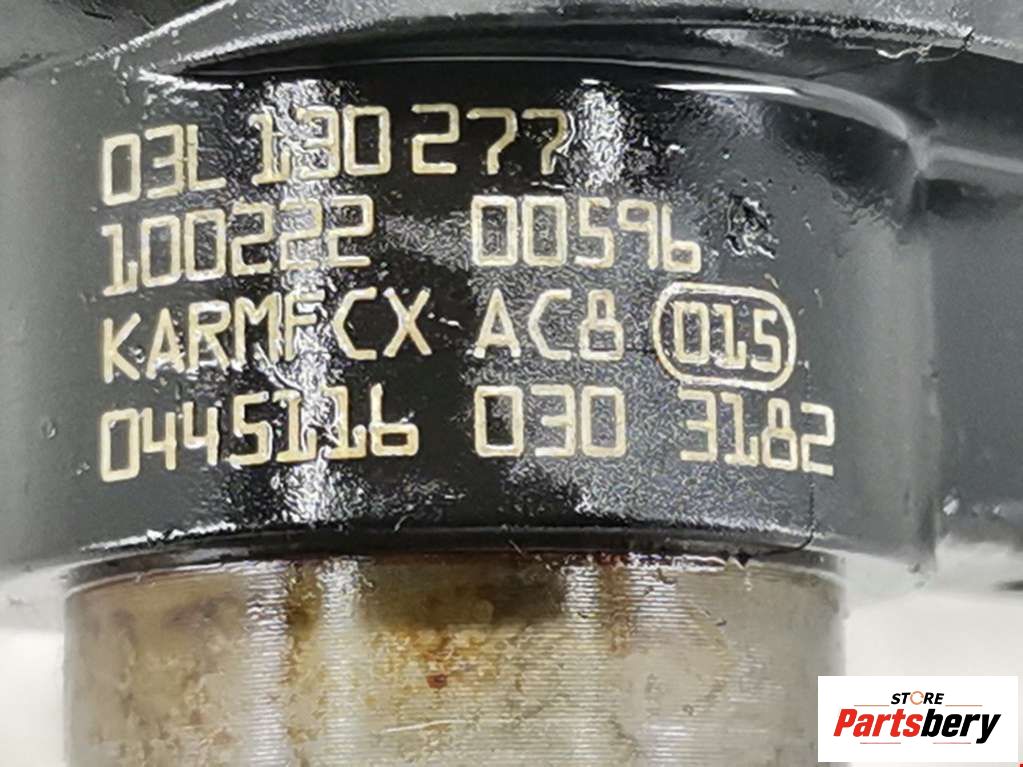 03L 130 277
100222 00596
KARMFCX AC8 015
0445116 030 3182
STORE
Partsbery